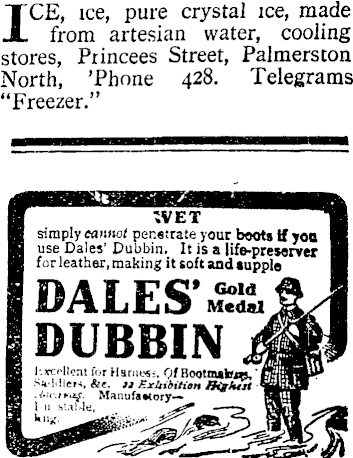 ICE, ice, pure crystal ice, made
from artesian water, cooling
stores, Princees Street, Palmerston
North, 'Phone 428. Telegrams
"Freezer."
WET
simply cannot penetrate your boots if you
use Dales' Dubbin. It is a life-preserver
for leather, making it soft and supple
DALES' Gold
Medal
DUBBIN
Excellent for Harness. Of Bootmakers,
Saddlers, &c. 22 Exhibition Highest
Manufactory—